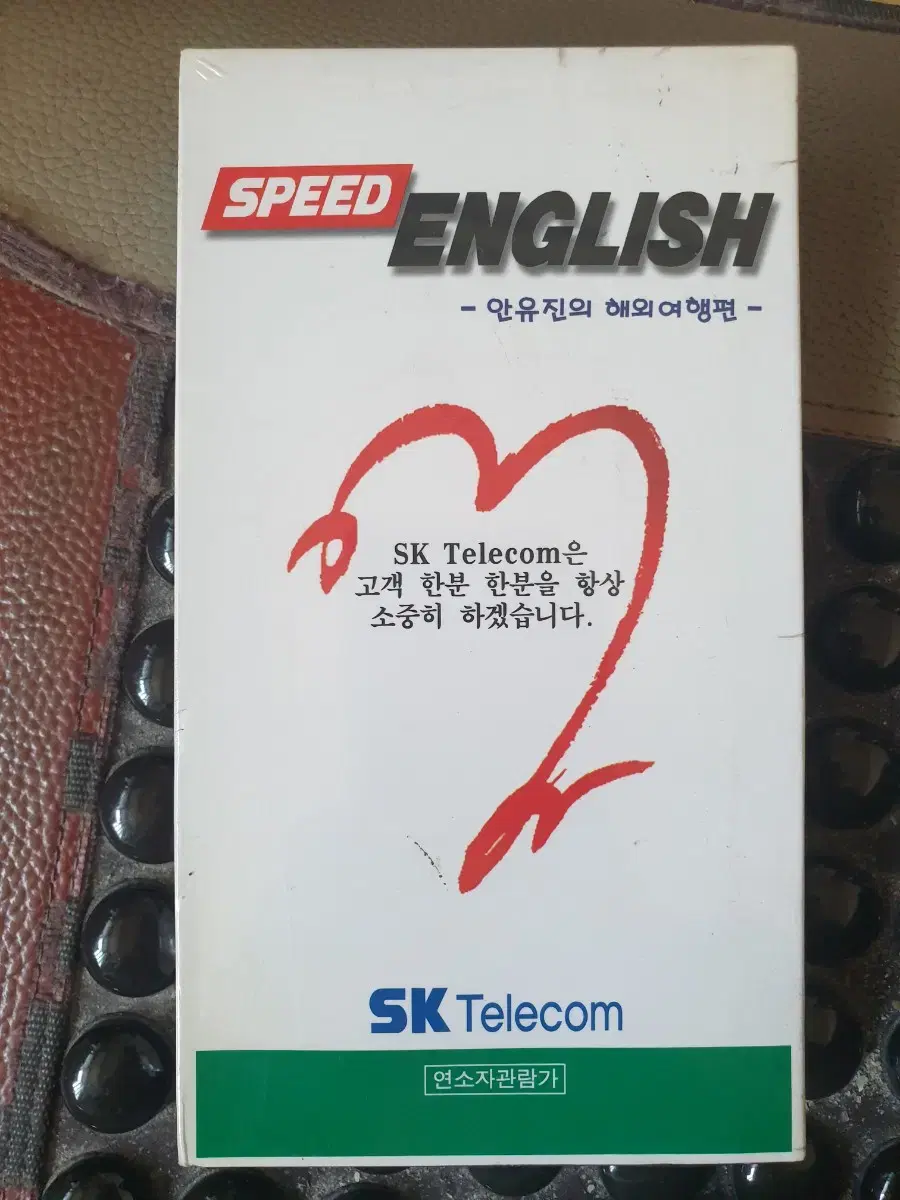 SPEED
ENGLISH
- 안유진의 해외여행편 -
SK Telecom은
고객 한분 한분을 항상
소중히 하겠습니다.
SK Telecom
연소자관람가